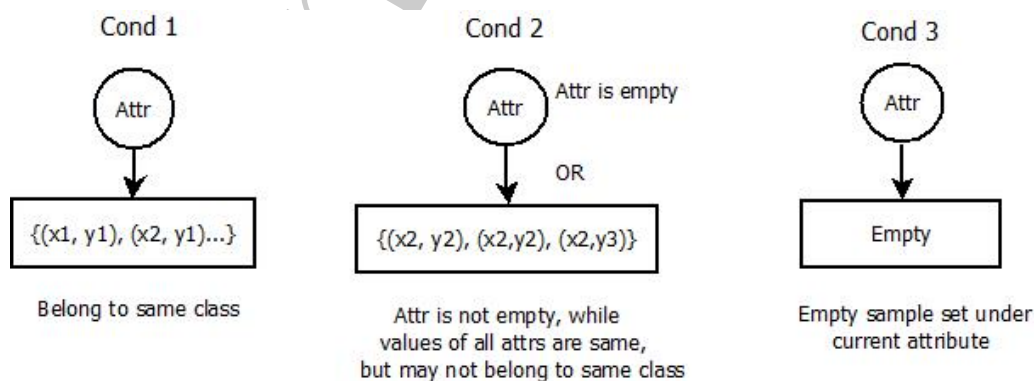 Cond 1
Attr
{(x1, y1), (x2, y1)...}
Belong to same class
Cond 2
Attr
Attr is empty
OR
{(x2, y2), (x2,y2), (x2,y3)}
Attr is not empty, while
values of all attrs are same,
but may not belong to same class
Cond 3
Attr
Empty
Empty sample set under
current attribute